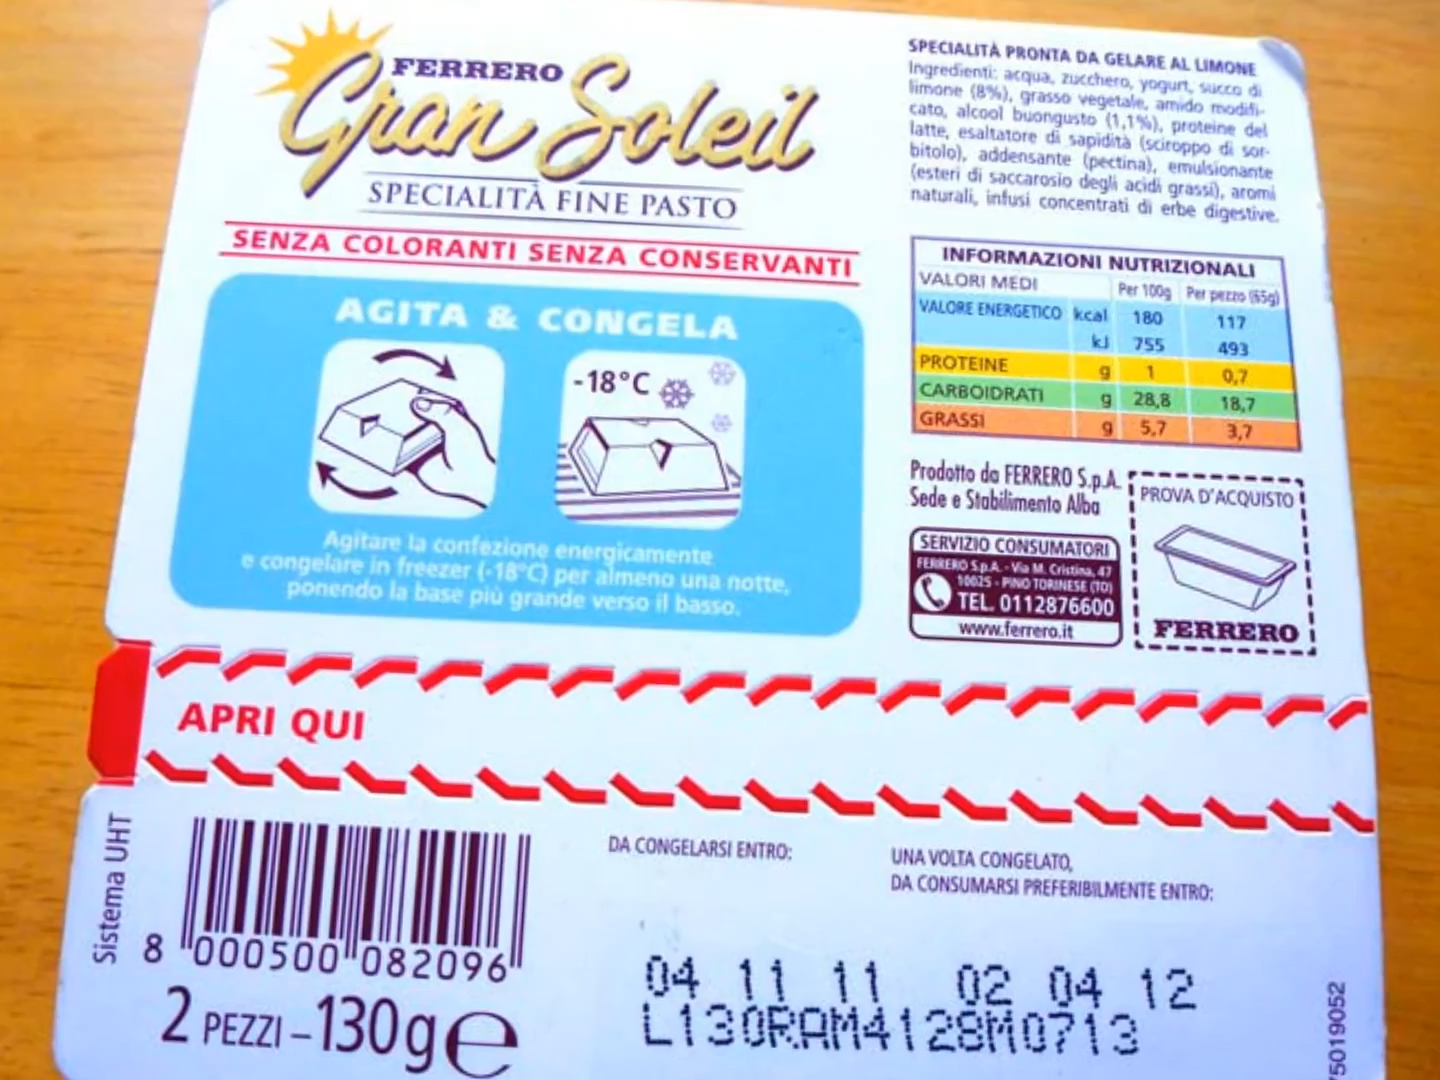 FERRERO
Gran Soleil
SPECIALITÀ FINE PASTO
SENZA COLORANTI SENZA CONSERVANTI
AGITA & CONGELA
-18°C
Agitare la confezione energicamente
e congelare in freezer (-18°C) per almeno una notte,
ponendo la base più grande verso il basso.
SPECIALITÀ PRONTA DA GELARE AL LIMONE
Ingredienti: acqua, zucchero, yogurt, succo di
limone (8%), grasso vegetale, amido modifi-
cato, alcool buongusto (1,1%), proteine del
latte, esaltatore di sapidità (sciroppo di sor-
bitolo), addensante (pectina), emulsionante
(esteri di saccarosio degli acidi grassi), aromi
naturali, infusi concentrati di erbe digestive.
INFORMAZIONI NUTRIZIONALI
VALORI MEDI Per 100g Per pezzo (65g)
VALORE ENERGETICO kcal 180 117
kJ 755 493
PROTEINE g 1 0,7
CARBOIDRATI g 28,8 18,7
GRASSI g 5,7 3,7
Prodotto da FERRERO S.p.A.
Sede e Stabilimento Alba
SERVIZIO CONSUMATORI
FERRERO S.p.A. - Via M. Cristina, 47
10025 - PINO TORINESE (TO)
TEL. 0112876600
www.ferrero.it
PROVA D'ACQUISTO
FERRERO
APRI QUI
Sistema UHT
8 000500 082096
2 PEZZI - 130 g e
DA CONGELARSI ENTRO:
UNA VOLTA CONGELATO,
DA CONSUMARSI PREFERIBILMENTE ENTRO:
04 11 11 02 04 12
L130RAM4128M0713
75019052